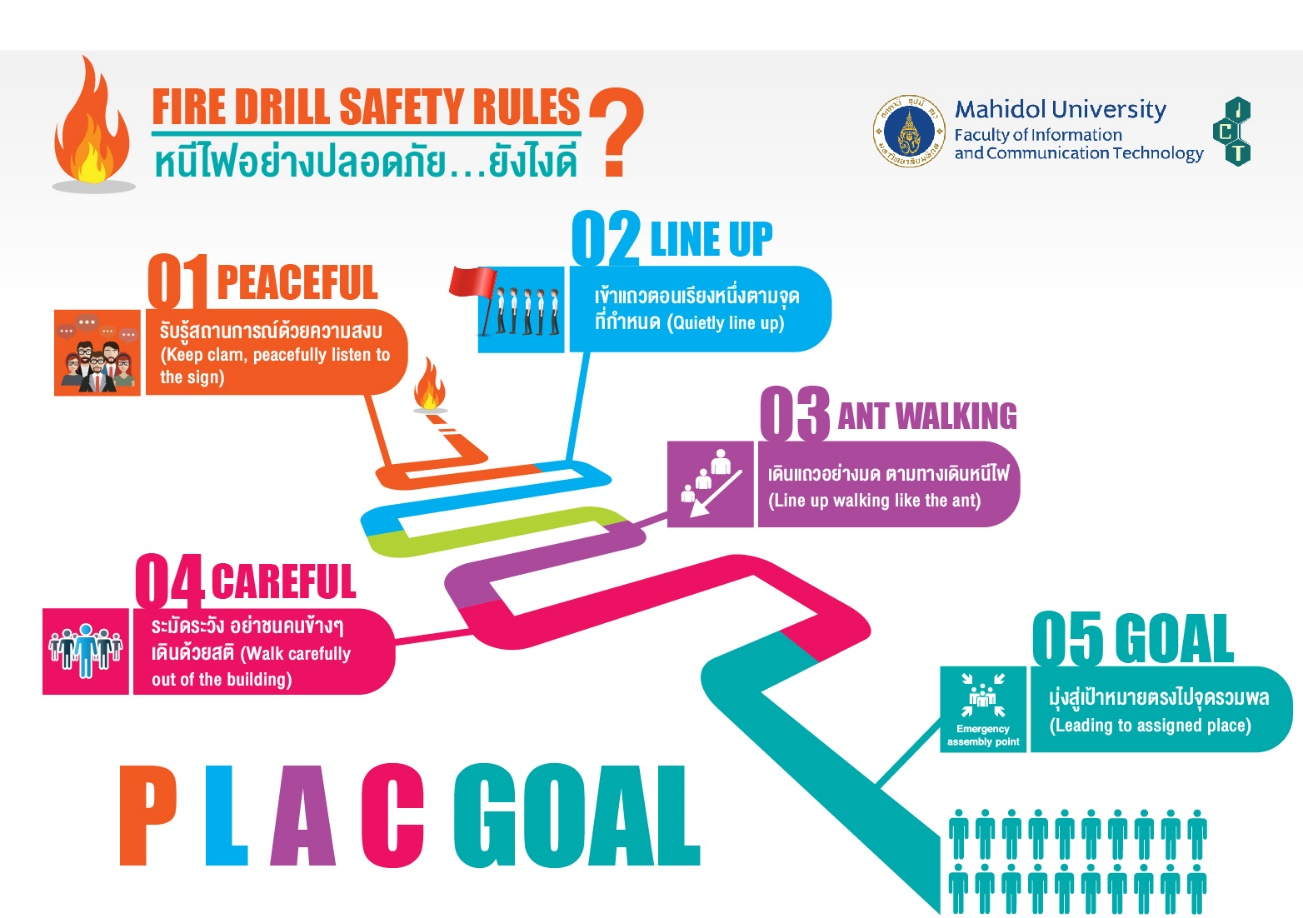 FIRE DRILL SAFETY RULES ?
หนีไฟอย่างปลอดภัย...ยังไงดี
Mahidol University
Faculty of Information
and Communication Technology
ICT
01 PEACEFUL
รับรู้สถานการณ์ด้วยความสงบ
(Keep clam, peacefully listen to
the sign)
02 LINE UP
เข้าแถวตอนเรียงหนึ่งตามจุด
ที่กำหนด (Quietly line up)
03 ANT WALKING
เดินแถวอย่างมด ตามทางเดินหนีไฟ
(Line up walking like the ant)
04 CAREFUL
ระมัดระวัง อย่าชนคนข้างๆ
เดินด้วยสติ (Walk carefully
out of the building)
05 GOAL
มุ่งสู่เป้าหมายตรงไปจุดรวมพล
(Leading to assigned place)
Emergency
assembly point
P L A C GOAL